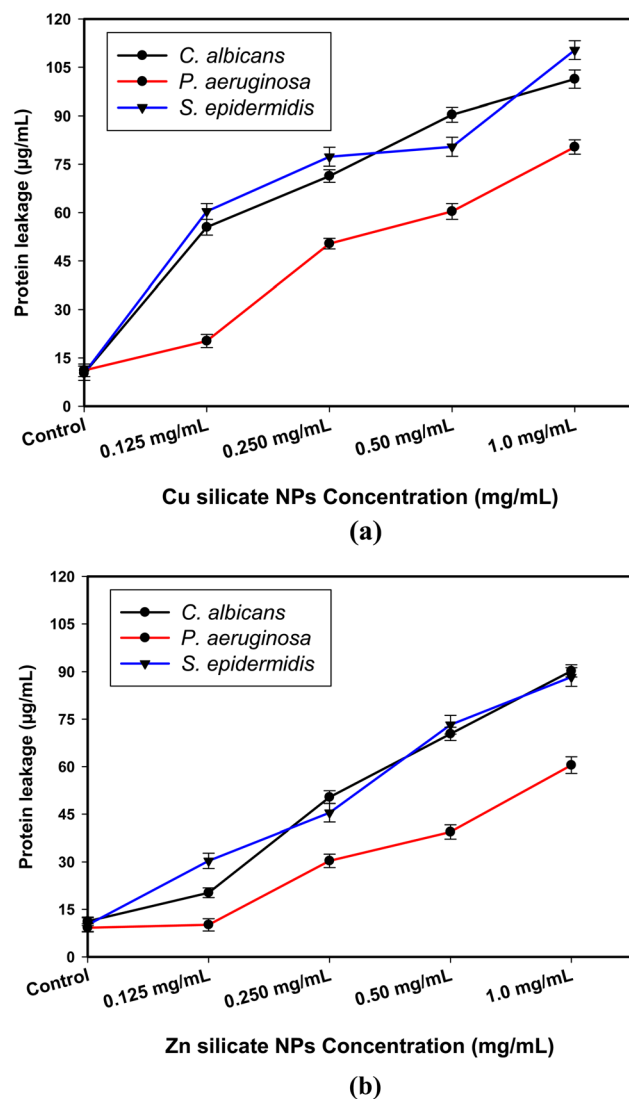 120
105
90
75
60
45
30
15
0
Protein leakage (µg/mL)
C. albicans
P. aeruginosa
S. epidermidis
Control
0.125 mg/mL
0.250 mg/mL
0.50 mg/mL
1.0 mg/mL
Cu silicate NPs Concentration (mg/mL)
(a)
120
105
90
75
60
45
30
15
0
Protein leakage (µg/mL)
C. albicans
P. aeruginosa
S. epidermidis
Control
0.125 mg/mL
0.250 mg/mL
0.50 mg/mL
1.0 mg/mL
Zn silicate NPs Concentration (mg/mL)
(b)